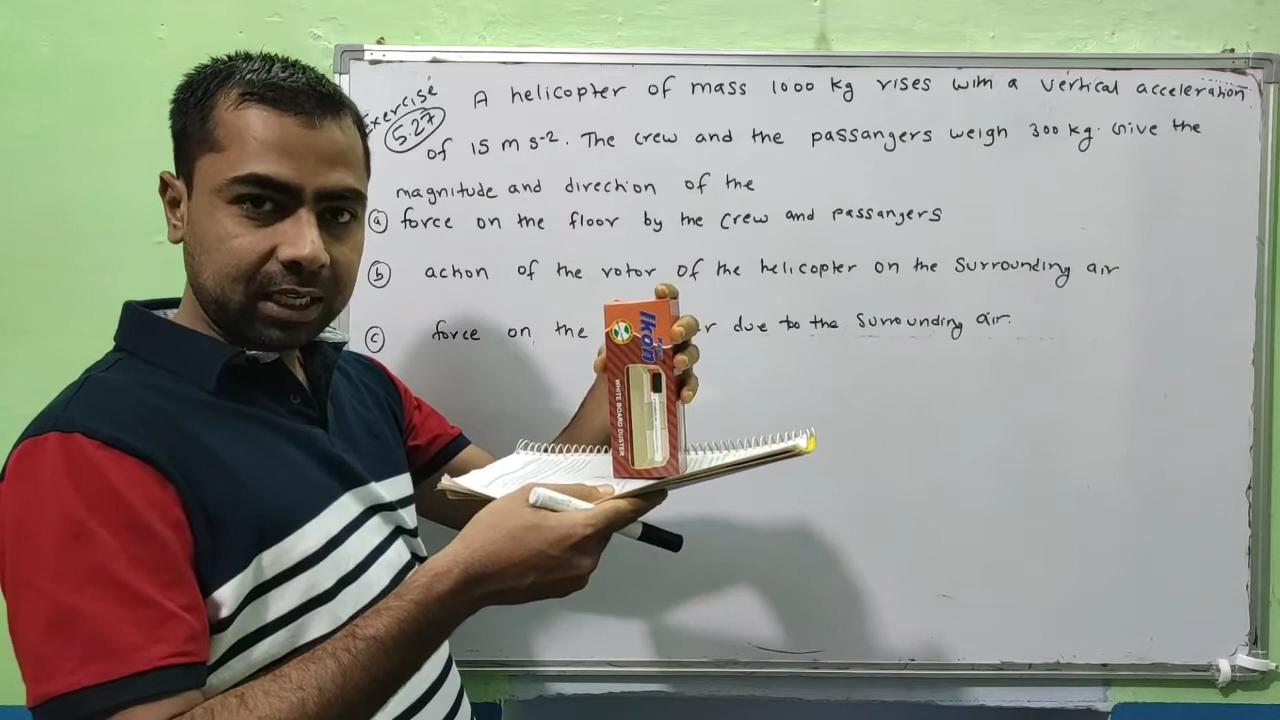 Exercise
5.27
A helicopter of mass 1000 kg rises with a vertical acceleration
of 15 m s-2. The crew and the passangers weigh 300 kg. Give the
magnitude and direction of the
(a) force on the floor by the crew and passangers
(b) action of the rotor of the helicopter on the surrounding air
(c) force on the r due to the surrounding air.
Ikon
WHITE BOARD DUSTER